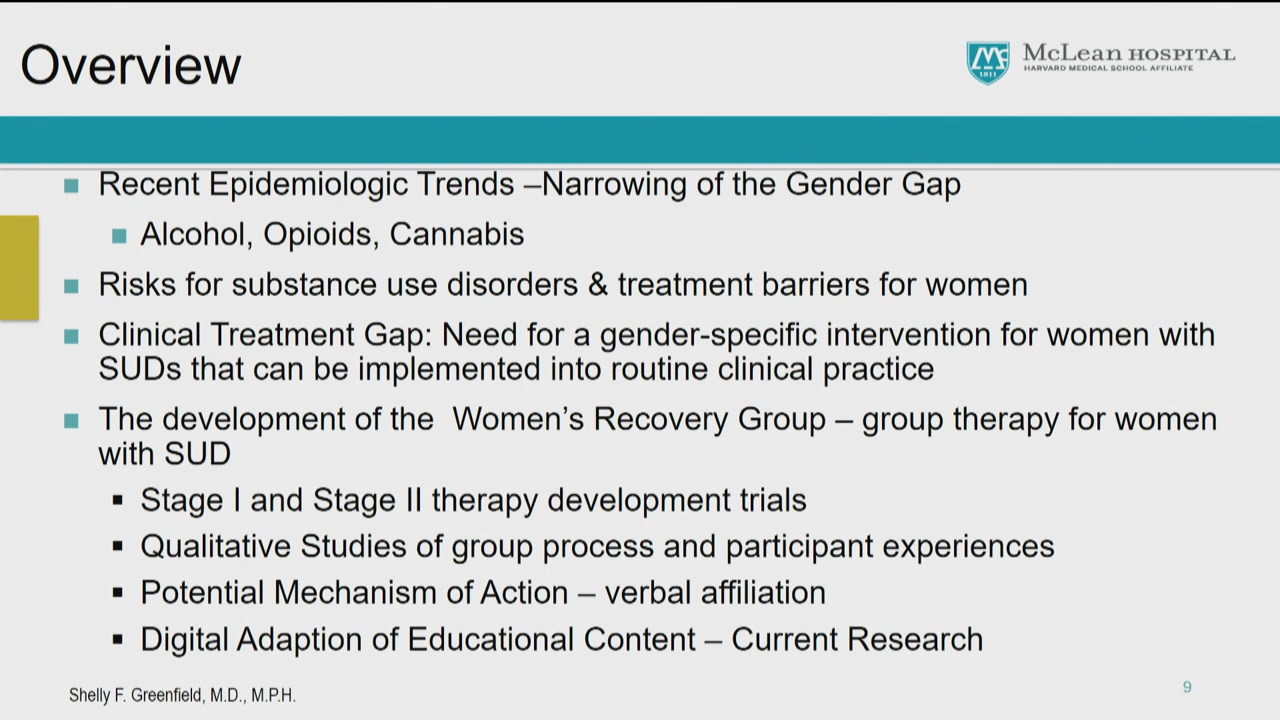 Overview
McLean HOSPITAL
HARVARD MEDICAL SCHOOL AFFILIATE
1811
Recent Epidemiologic Trends –Narrowing of the Gender Gap
Alcohol, Opioids, Cannabis
Risks for substance use disorders & treatment barriers for women
Clinical Treatment Gap: Need for a gender-specific intervention for women with
SUDs that can be implemented into routine clinical practice
The development of the  Women’s Recovery Group – group therapy for women
with SUD
Stage I and Stage II therapy development trials
Qualitative Studies of group process and participant experiences
Potential Mechanism of Action – verbal affiliation
Digital Adaption of Educational Content – Current Research
Shelly F. Greenfield, M.D., M.P.H.
9